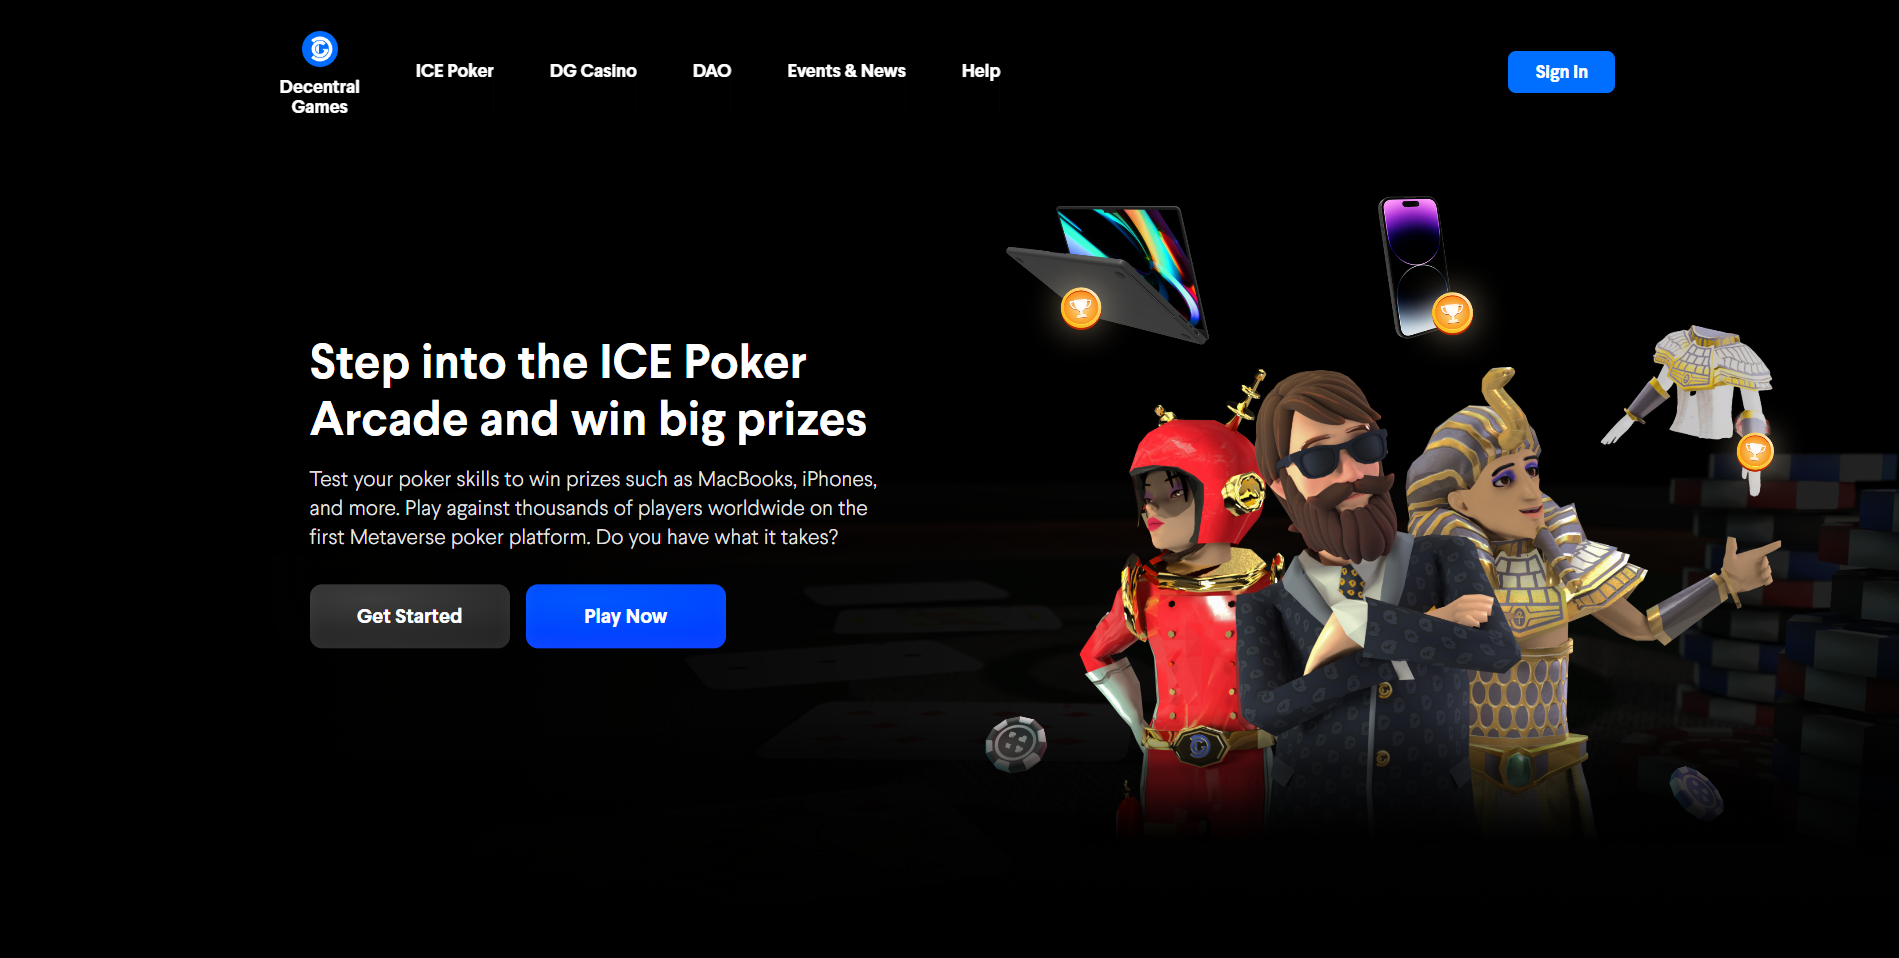 Decentral
Games
ICE Poker
DG Casino
DAO
Events & News
Help
Sign In
Step into the ICE Poker
Arcade and win big prizes
Test your poker skills to win prizes such as MacBooks, iPhones,
and more. Play against thousands of players worldwide on the
first Metaverse poker platform. Do you have what it takes?
Get Started
Play Now